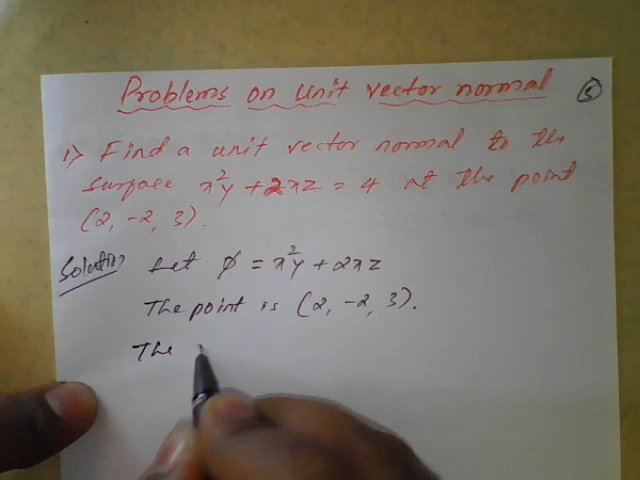 Problems on unit vector normal ⑤
1) Find a unit vector normal to the
surface x²y + 2xz = 4 at the point
(2, -2, 3).
Solution Let ϕ = x²y + 2xz
The point is (2, -2, 3).
The